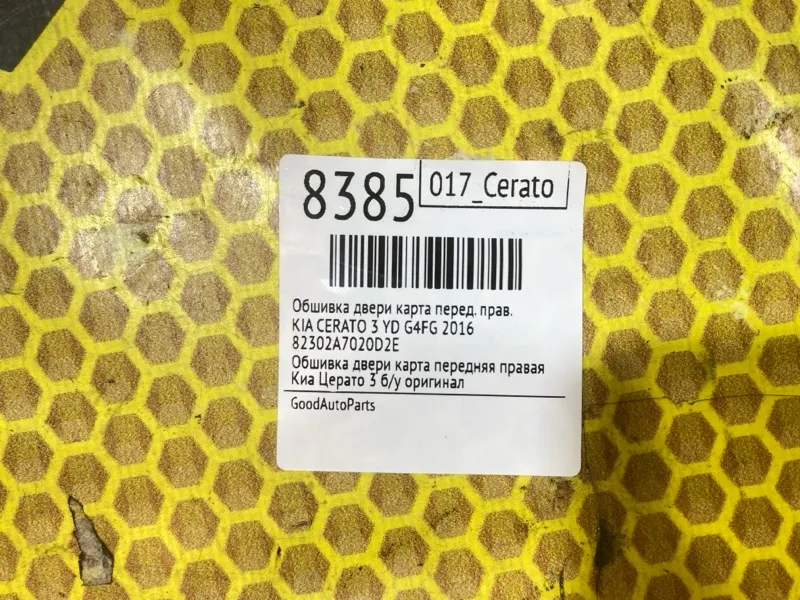 8385
017_Cerato
Обшивка двери карта перед. прав.
KIA CERATO 3 YD G4FG 2016
82302A7020D2E
Обшивка двери карта передняя правая
Киа Церато 3 б/у оригинал
GoodAutoParts